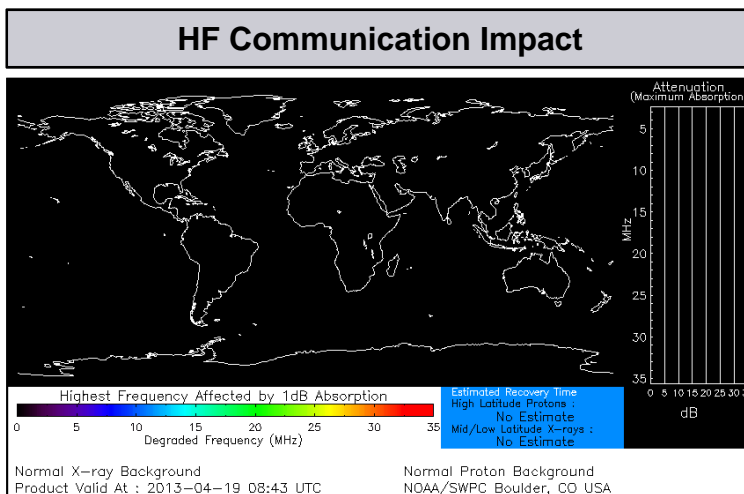 HF Communication Impact
Attenuation
(Maximum Absorption)
5
10
15
20
25
30
35
MHz
0 5 10 15 20 25 30
dB
Highest Frequency Affected by 1dB Absorption
0 5 10 15 20 25 30 35
Degraded Frequency (MHz)
Estimated Recovery Time
High Latitude Protons :
No Estimate
Mid/Low Latitude X-rays :
No Estimate
Normal X-ray Background
Normal Proton Background
Product Valid At : 2013-04-19 08:43 UTC
NOAA/SWPC Boulder, CO USA